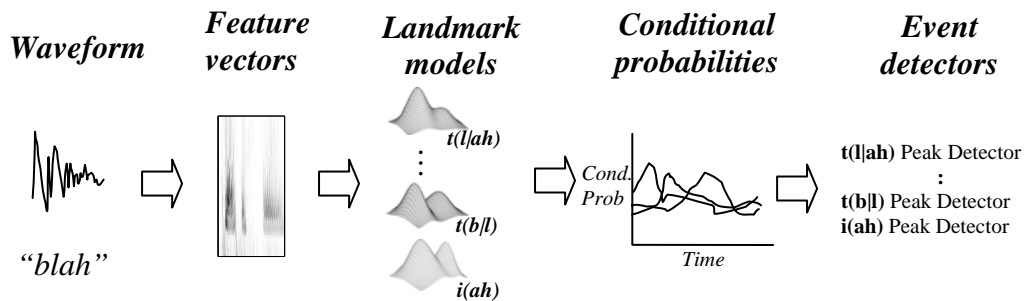 Waveform
Feature
vectors
Landmark
models
Conditional
probabilities
Event
detectors
“blah”
t(l|ah)
t(b|l)
i(ah)
Cond.
Prob
Time
t(l|ah) Peak Detector
t(b|l) Peak Detector
i(ah) Peak Detector